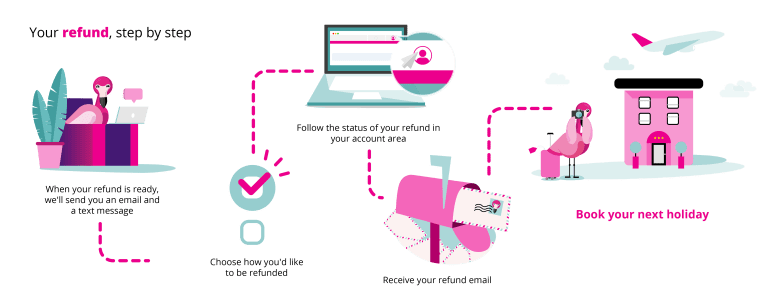 Your refund, step by step
When your refund is ready,
we'll send you an email and
a text message
Choose how you'd like
to be refunded
Follow the status of your refund in
your account area
Receive your refund email
Book your next holiday